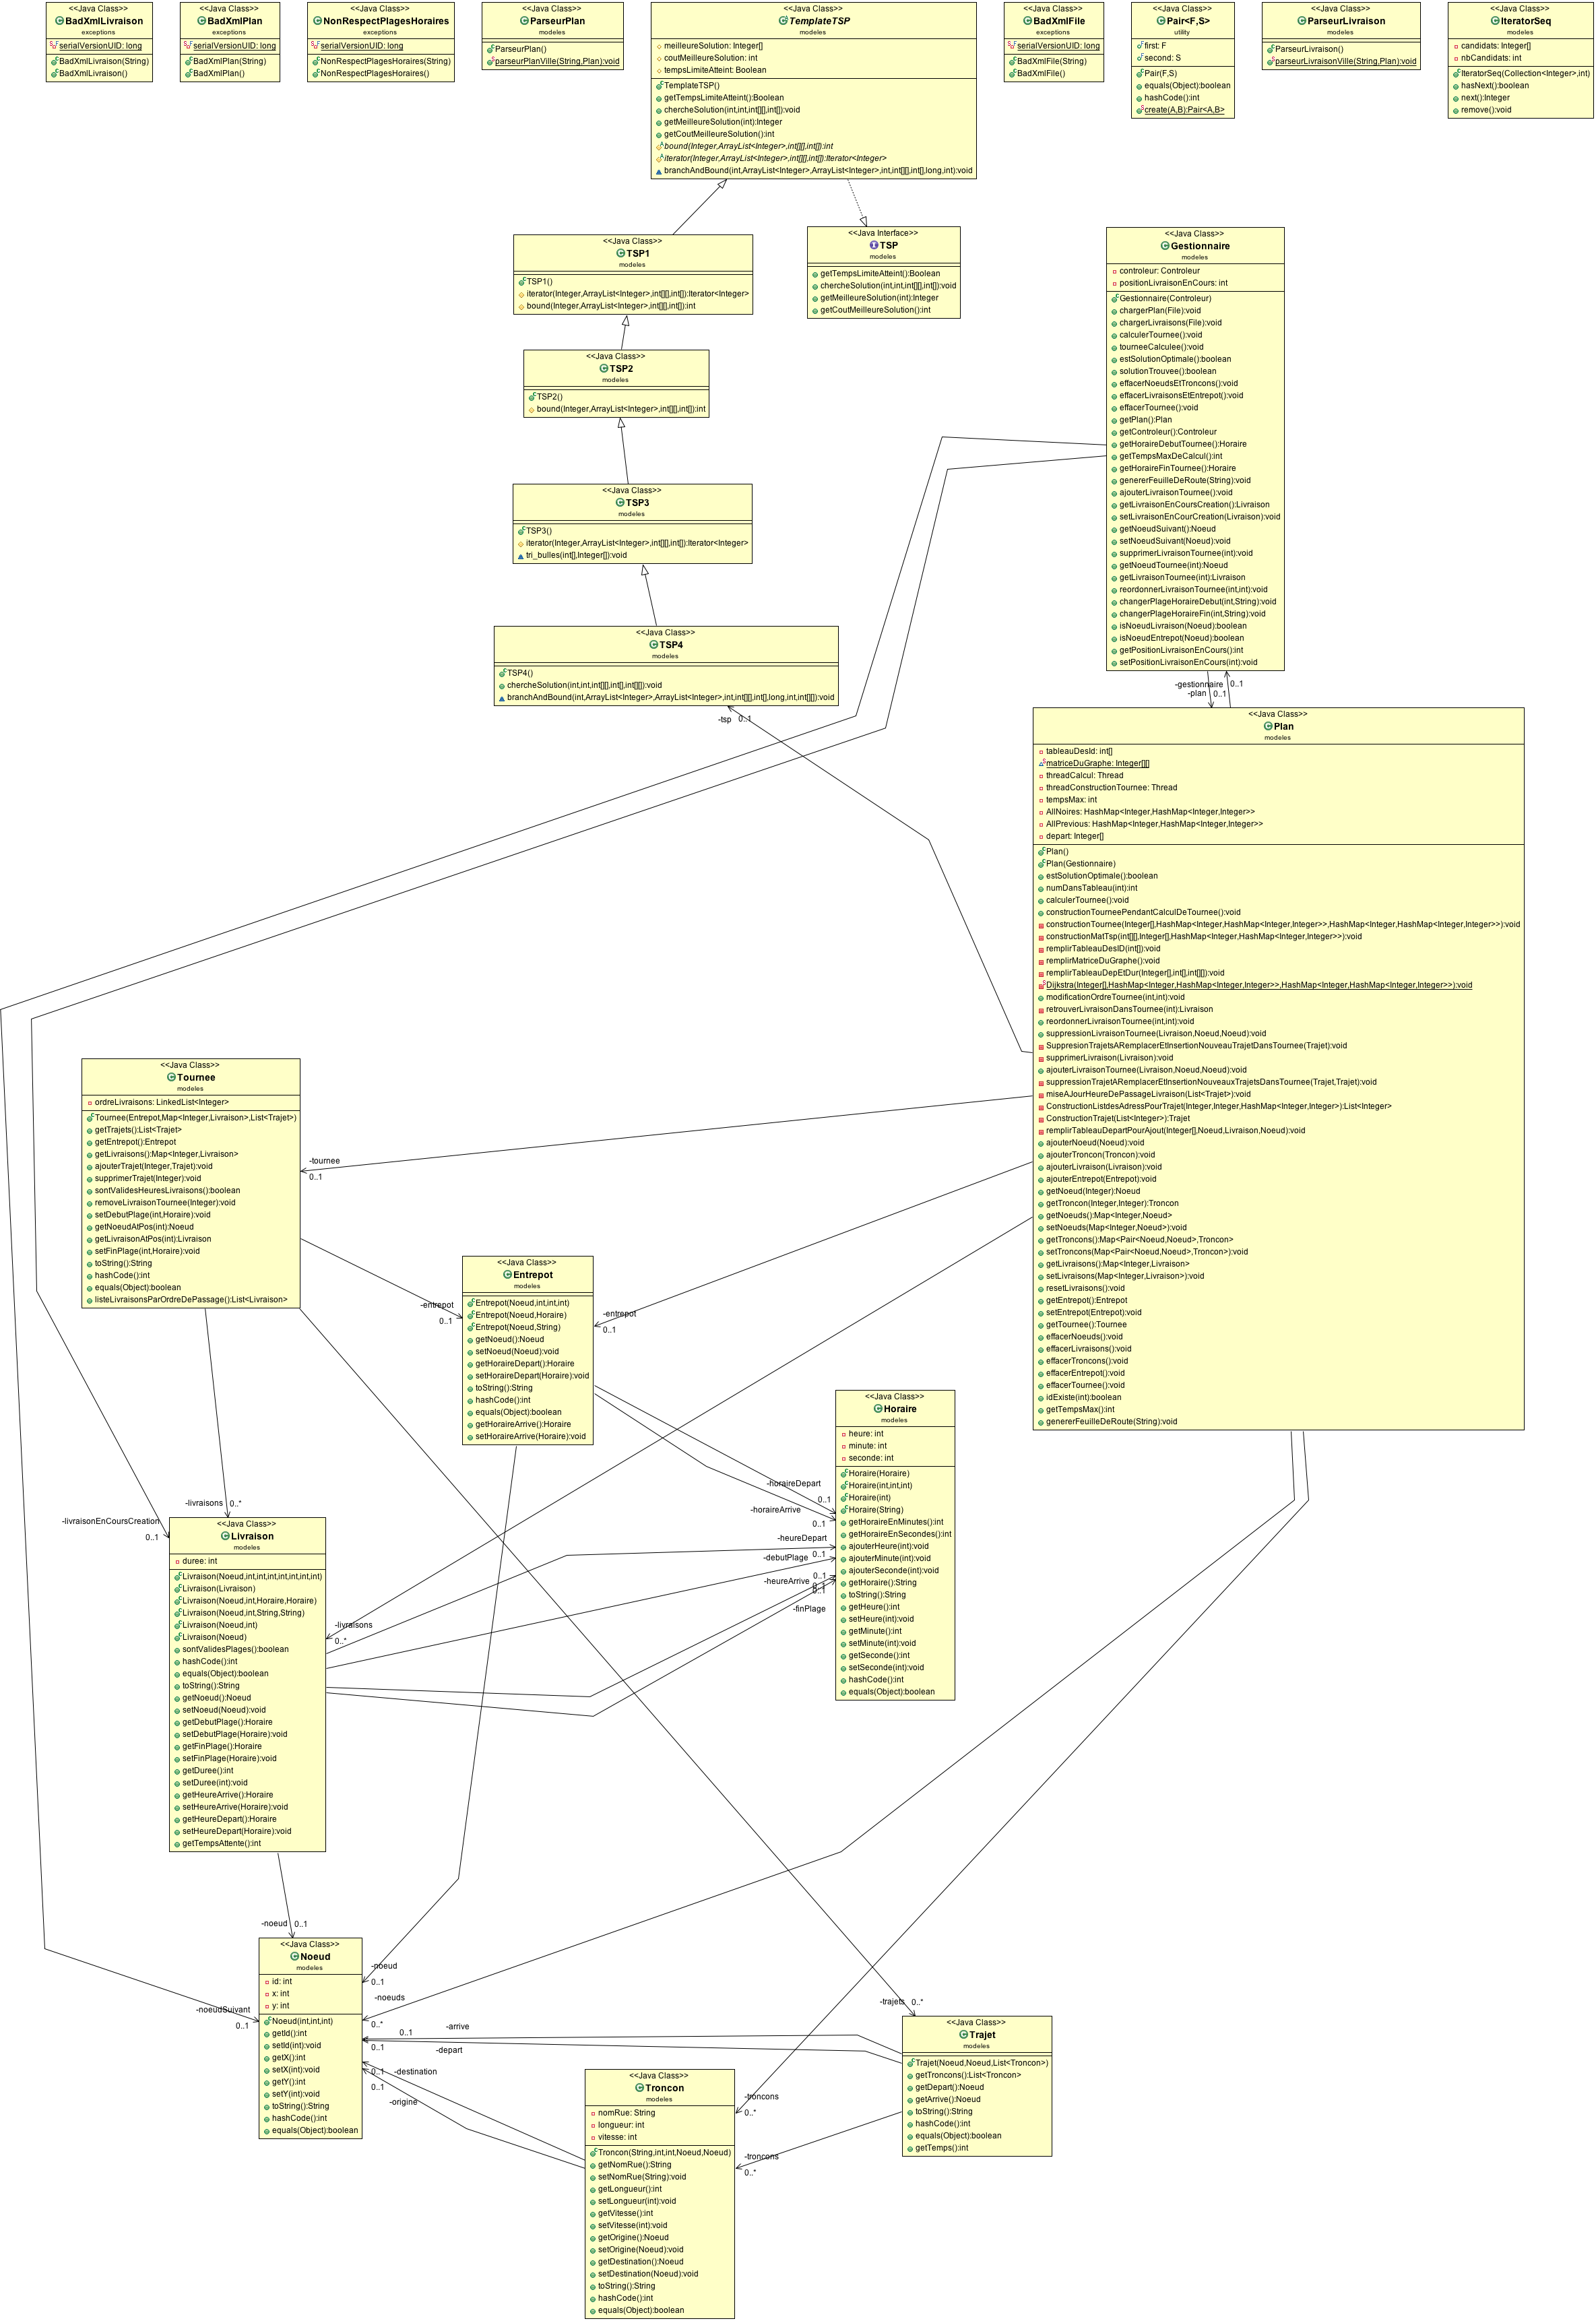 <<Java Class>>
BadXmlLivraison
exceptions
serialVersionUID: long
BadXmlLivraison(String)
BadXmlLivraison()
<<Java Class>>
BadXmlPlan
exceptions
serialVersionUID: long
BadXmlPlan(String)
BadXmlPlan()
<<Java Class>>
NonRespectPlagesHoraires
exceptions
serialVersionUID: long
NonRespectPlagesHoraires(String)
NonRespectPlagesHoraires()
<<Java Class>>
ParseurPlan
modeles
ParseurPlan()
parseurPlanVille(String,Plan):void
<<Java Class>>
TemplateTSP
modeles
meilleureSolution: Integer[]
coutMeilleureSolution: int
tempsLimiteAtteint: Boolean
TemplateTSP()
getTempsLimiteAtteint():Boolean
chercheSolution(int,int,int[][],int[]):void
getMeilleureSolution(int):Integer
getCoutMeilleureSolution():int
bound(Integer,ArrayList<Integer>,int[][],int[]):int
iterator(Integer,ArrayList<Integer>,int[][],int[]):Iterator<Integer>
branchAndBound(int,ArrayList<Integer>,ArrayList<Integer>,int,int[][],int[],long,int):void
<<Java Class>>
BadXmlFile
exceptions
serialVersionUID: long
BadXmlFile(String)
BadXmlFile()
<<Java Class>>
Pair<F,S>
utility
first: F
second: S
Pair(F,S)
equals(Object):boolean
hashCode():int
create(A,B):Pair<A,B>
<<Java Class>>
ParseurLivraison
modeles
ParseurLivraison()
parseurLivraisonVille(String,Plan):void
<<Java Class>>
IteratorSeq
modeles
candidats: Integer[]
nbCandidats: int
IteratorSeq(Collection<Integer>,int)
hasNext():boolean
next():Integer
remove():void
<<Java Class>>
TSP1
modeles
TSP1()
iterator(Integer,ArrayList<Integer>,int[][],int[]):Iterator<Integer>
bound(Integer,ArrayList<Integer>,int[][],int[]):int
<<Java Interface>>
TSP
modeles
getTempsLimiteAtteint():Boolean
chercheSolution(int,int,int[][],int[]):void
getMeilleureSolution(int):Integer
getCoutMeilleureSolution():int
<<Java Class>>
TSP2
modeles
TSP2()
bound(Integer,ArrayList<Integer>,int[][],int[]):int
<<Java Class>>
TSP3
modeles
TSP3()
iterator(Integer,ArrayList<Integer>,int[][],int[]):Iterator<Integer>
tri_bulles(int[],Integer[]):void
<<Java Class>>
TSP4
modeles
TSP4()
chercheSolution(int,int,int[][],int[],int[][]):void
branchAndBound(int,ArrayList<Integer>,ArrayList<Integer>,int,int[][],int[],long,int,int[][]):void
-tsp 0..1
<<Java Class>>
Gestionnaire
modeles
controleur: Controleur
positionLivraisonEnCours: int
Gestionnaire(Controleur)
chargerPlan(File):void
chargerLivraisons(File):void
calculerTournee():void
tourneeCalculee():void
estSolutionOptimale():boolean
solutionTrouvee():boolean
effacerNoeudsEtTroncons():void
effacerLivraisonsEtEntrepot():void
effacerTournee():void
getPlan():Plan
getControleur():Controleur
getHoraireDebutTournee():Horaire
getTempsMaxDeCalcul():int
getHoraireFinTournee():Horaire
genererFeuilleDeRoute(String):void
ajouterLivraisonTournee():void
getLivraisonEnCoursCreation():Livraison
setLivraisonEnCourCreation(Livraison):void
getNoeudSuivant():Noeud
setNoeudSuivant(Noeud):void
supprimerLivraisonTournee(int):void
getNoeudTournee(int):Noeud
getLivraisonTournee(int):Livraison
reordonnerLivraisonTournee(int,int):void
changerPlageHoraireDebut(int,String):void
changerPlageHoraireFin(int,String):void
isNoeudLivraison(Noeud):boolean
isNoeudEntrepot(Noeud):boolean
getPositionLivraisonEnCours():int
setPositionLivraisonEnCours(int):void
-gestionnaire 0..1
-plan 0..1
<<Java Class>>
Plan
modeles
tableauDesId: int[]
matriceDuGraphe: Integer[][]
threadCalcul: Thread
threadConstructionTournee: Thread
tempsMax: int
AllNoires: HashMap<Integer,HashMap<Integer,Integer>>
AllPrevious: HashMap<Integer,HashMap<Integer,Integer>>
depart: Integer[]
Plan()
Plan(Gestionnaire)
estSolutionOptimale():boolean
numDansTableau(int):int
calculerTournee():void
constructionTourneePendantCalculDeTournee():void
constructionTournee(Integer[],HashMap<Integer,HashMap<Integer,Integer>>,HashMap<Integer,HashMap<Integer,Integer>>):void
constructionMatTsp(int[][],Integer[],HashMap<Integer,HashMap<Integer,Integer>>):void
remplirTableauDesID(int[]):void
remplirMatriceDuGraphe():void
remplirTableauDepEtDur(Integer[],int[],int[][]):void
Dijkstra(Integer[],HashMap<Integer,HashMap<Integer,Integer>>,HashMap<Integer,HashMap<Integer,Integer>>):void
modificationOrdreTournee(int,int):void
retrouverLivraisonDansTournee(int):Livraison
reordonnerLivraisonTournee(int,int):void
suppressionLivraisonTournee(Livraison,Noeud,Noeud):void
SuppresionTrajetsARemplacerEtInsertionNouveauTrajetDansTournee(Trajet):void
supprimerLivraison(Livraison):void
ajouterLivraisonTournee(Livraison,Noeud,Noeud):void
suppressionTrajetARemplacerEtInsertionNouveauxTrajetsDansTournee(Trajet,Trajet):void
miseAJourHeureDePassageLivraison(List<Trajet>):void
ConstructionListdesAdressPourTrajet(Integer,Integer,HashMap<Integer,Integer>):List<Integer>
ConstructionTrajet(List<Integer>):Trajet
remplirTableauDepartPourAjout(Integer[],Noeud,Livraison,Noeud):void
ajouterNoeud(Noeud):void
ajouterTroncon(Troncon):void
ajouterLivraison(Livraison):void
ajouterEntrepot(Entrepot):void
getNoeud(Integer):Noeud
getTroncon(Integer,Integer):Troncon
getNoeuds():Map<Integer,Noeud>
setNoeuds(Map<Integer,Noeud>):void
getTroncons():Map<Pair<Noeud,Noeud>,Troncon>
setTroncons(Map<Pair<Noeud,Noeud>,Troncon>):void
getLivraisons():Map<Integer,Livraison>
setLivraisons(Map<Integer,Livraison>):void
resetLivraisons():void
getEntrepot():Entrepot
setEntrepot(Entrepot):void
getTournee():Tournee
effacerNoeuds():void
effacerLivraisons():void
effacerTroncons():void
effacerEntrepot():void
effacerTournee():void
idExiste(int):boolean
getTempsMax():int
genererFeuilleDeRoute(String):void
<<Java Class>>
Tournee
modeles
ordreLivraisons: LinkedList<Integer>
Tournee(Entrepot,Map<Integer,Livraison>,List<Trajet>)
getTrajets():List<Trajet>
getEntrepot():Entrepot
getLivraisons():Map<Integer,Livraison>
ajouterTrajet(Integer,Trajet):void
supprimerTrajet(Integer):void
sontValidesHeuresLivraisons():boolean
removeLivraisonTournee(Integer):void
setDebutPlage(int,Horaire):void
getNoeudAtPos(int):Noeud
getLivraisonAtPos(int):Livraison
setFinPlage(int,Horaire):void
toString():String
hashCode():int
equals(Object):boolean
listeLivraisonsParOrdreDePassage():List<Livraison>
-tournee
0..1
-entrepot
0..1
<<Java Class>>
Entrepot
modeles
Entrepot(Noeud,int,int,int)
Entrepot(Noeud,Horaire)
Entrepot(Noeud,String)
getNoeud():Noeud
setNoeud(Noeud):void
getHoraireDepart():Horaire
setHoraireDepart(Horaire):void
toString():String
hashCode():int
equals(Object):boolean
getHoraireArrive():Horaire
setHoraireArrive(Horaire):void
-entrepot
0..1
<<Java Class>>
Horaire
modeles
heure: int
minute: int
seconde: int
Horaire(Horaire)
Horaire(int,int,int)
Horaire(int)
Horaire(String)
getHoraireEnMinutes():int
getHoraireEnSecondes():int
ajouterHeure(int):void
ajouterMinute(int):void
ajouterSeconde(int):void
getHoraire():String
toString():String
getHeure():int
setHeure(int):void
getMinute():int
setMinute(int):void
getSeconde():int
setSeconde(int):void
hashCode():int
equals(Object):boolean
-horaireDepart
0..1
-horaireArrive
0..1
-heureDepart
0..1
-debutPlage
0..1
-heureArrive
0..1
-finPlage
-livraisons 0..*
-livraisonEnCoursCreation
0..1
<<Java Class>>
Livraison
modeles
duree: int
Livraison(Noeud,int,int,int,int,int,int,int)
Livraison(Livraison)
Livraison(Noeud,int,Horaire,Horaire)
Livraison(Noeud,int,String,String)
Livraison(Noeud,int)
Livraison(Noeud)
sontValidesPlages():boolean
hashCode():int
equals(Object):boolean
toString():String
getNoeud():Noeud
setNoeud(Noeud):void
getDebutPlage():Horaire
setDebutPlage(Horaire):void
getFinPlage():Horaire
setFinPlage(Horaire):void
getDuree():int
setDuree(int):void
getHeureArrive():Horaire
setHeureArrive(Horaire):void
getHeureDepart():Horaire
setHeureDepart(Horaire):void
getTempsAttente():int
-livraisons
0..*
-noeud 0..1
<<Java Class>>
Noeud
modeles
id: int
x: int
y: int
Noeud(int,int,int)
getId():int
setId(int):void
getX():int
setX(int):void
getY():int
setY(int):void
toString():String
hashCode():int
equals(Object):boolean
-noeudSuivant
0..1
-noeud
0..1
-noeuds
0..*
-arrive
0..1
0..1
-depart
0..1
-destination
0..1
-origine
-trajets 0..*
<<Java Class>>
Trajet
modeles
Trajet(Noeud,Noeud,List<Troncon>)
getTroncons():List<Troncon>
getDepart():Noeud
getArrive():Noeud
toString():String
hashCode():int
equals(Object):boolean
getTemps():int
<<Java Class>>
Troncon
modeles
nomRue: String
longueur: int
vitesse: int
Troncon(String,int,int,Noeud,Noeud)
getNomRue():String
setNomRue(String):void
getLongueur():int
setLongueur(int):void
getVitesse():int
setVitesse(int):void
getOrigine():Noeud
setOrigine(Noeud):void
getDestination():Noeud
setDestination(Noeud):void
toString():String
hashCode():int
equals(Object):boolean
-troncons
0..*
-troncons
0..*